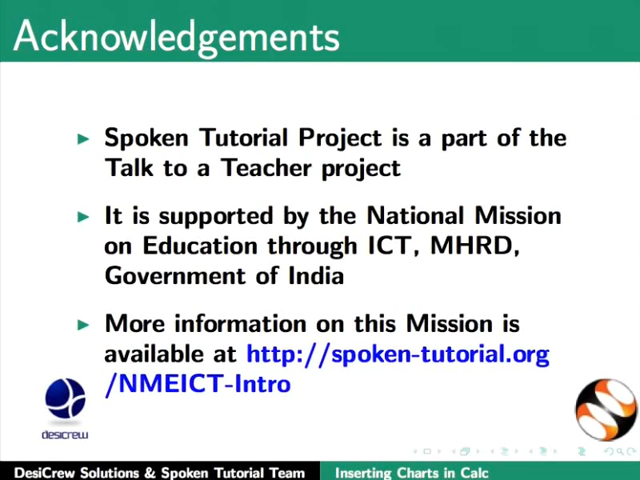 Acknowledgements
Spoken Tutorial Project is a part of the
Talk to a Teacher project
It is supported by the National Mission
on Education through ICT, MHRD,
Government of India
More information on this Mission is
available at http://spoken-tutorial.org
/NMEICT-Intro
desicrew
DesiCrew Solutions & Spoken Tutorial Team
Inserting Charts in Calc